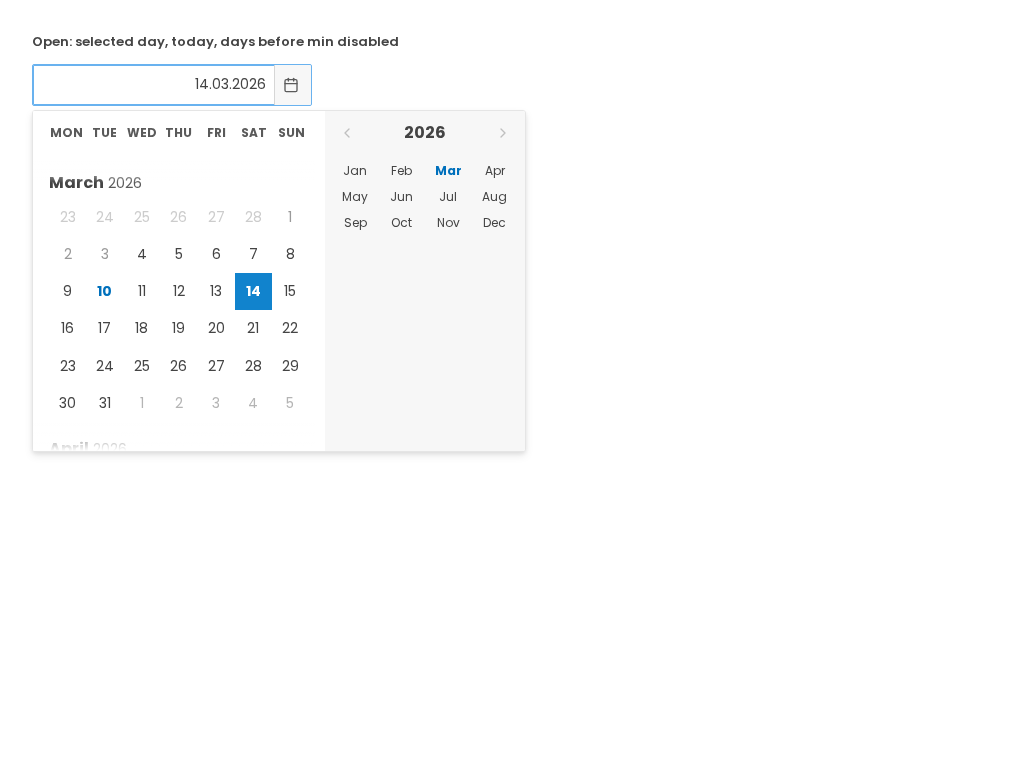 Open: selected day, today, days before min disabled
14.03.2026
MON TUE WED THU FRI SAT SUN
March 2026
23 24 25 26 27 28 1
2 3 4 5 6 7 8
9 10 11 12 13 14 15
16 17 18 19 20 21 22
23 24 25 26 27 28 29
30 31 1 2 3 4 5
April 2026
2026
Jan Feb Mar Apr
May Jun Jul Aug
Sep Oct Nov Dec